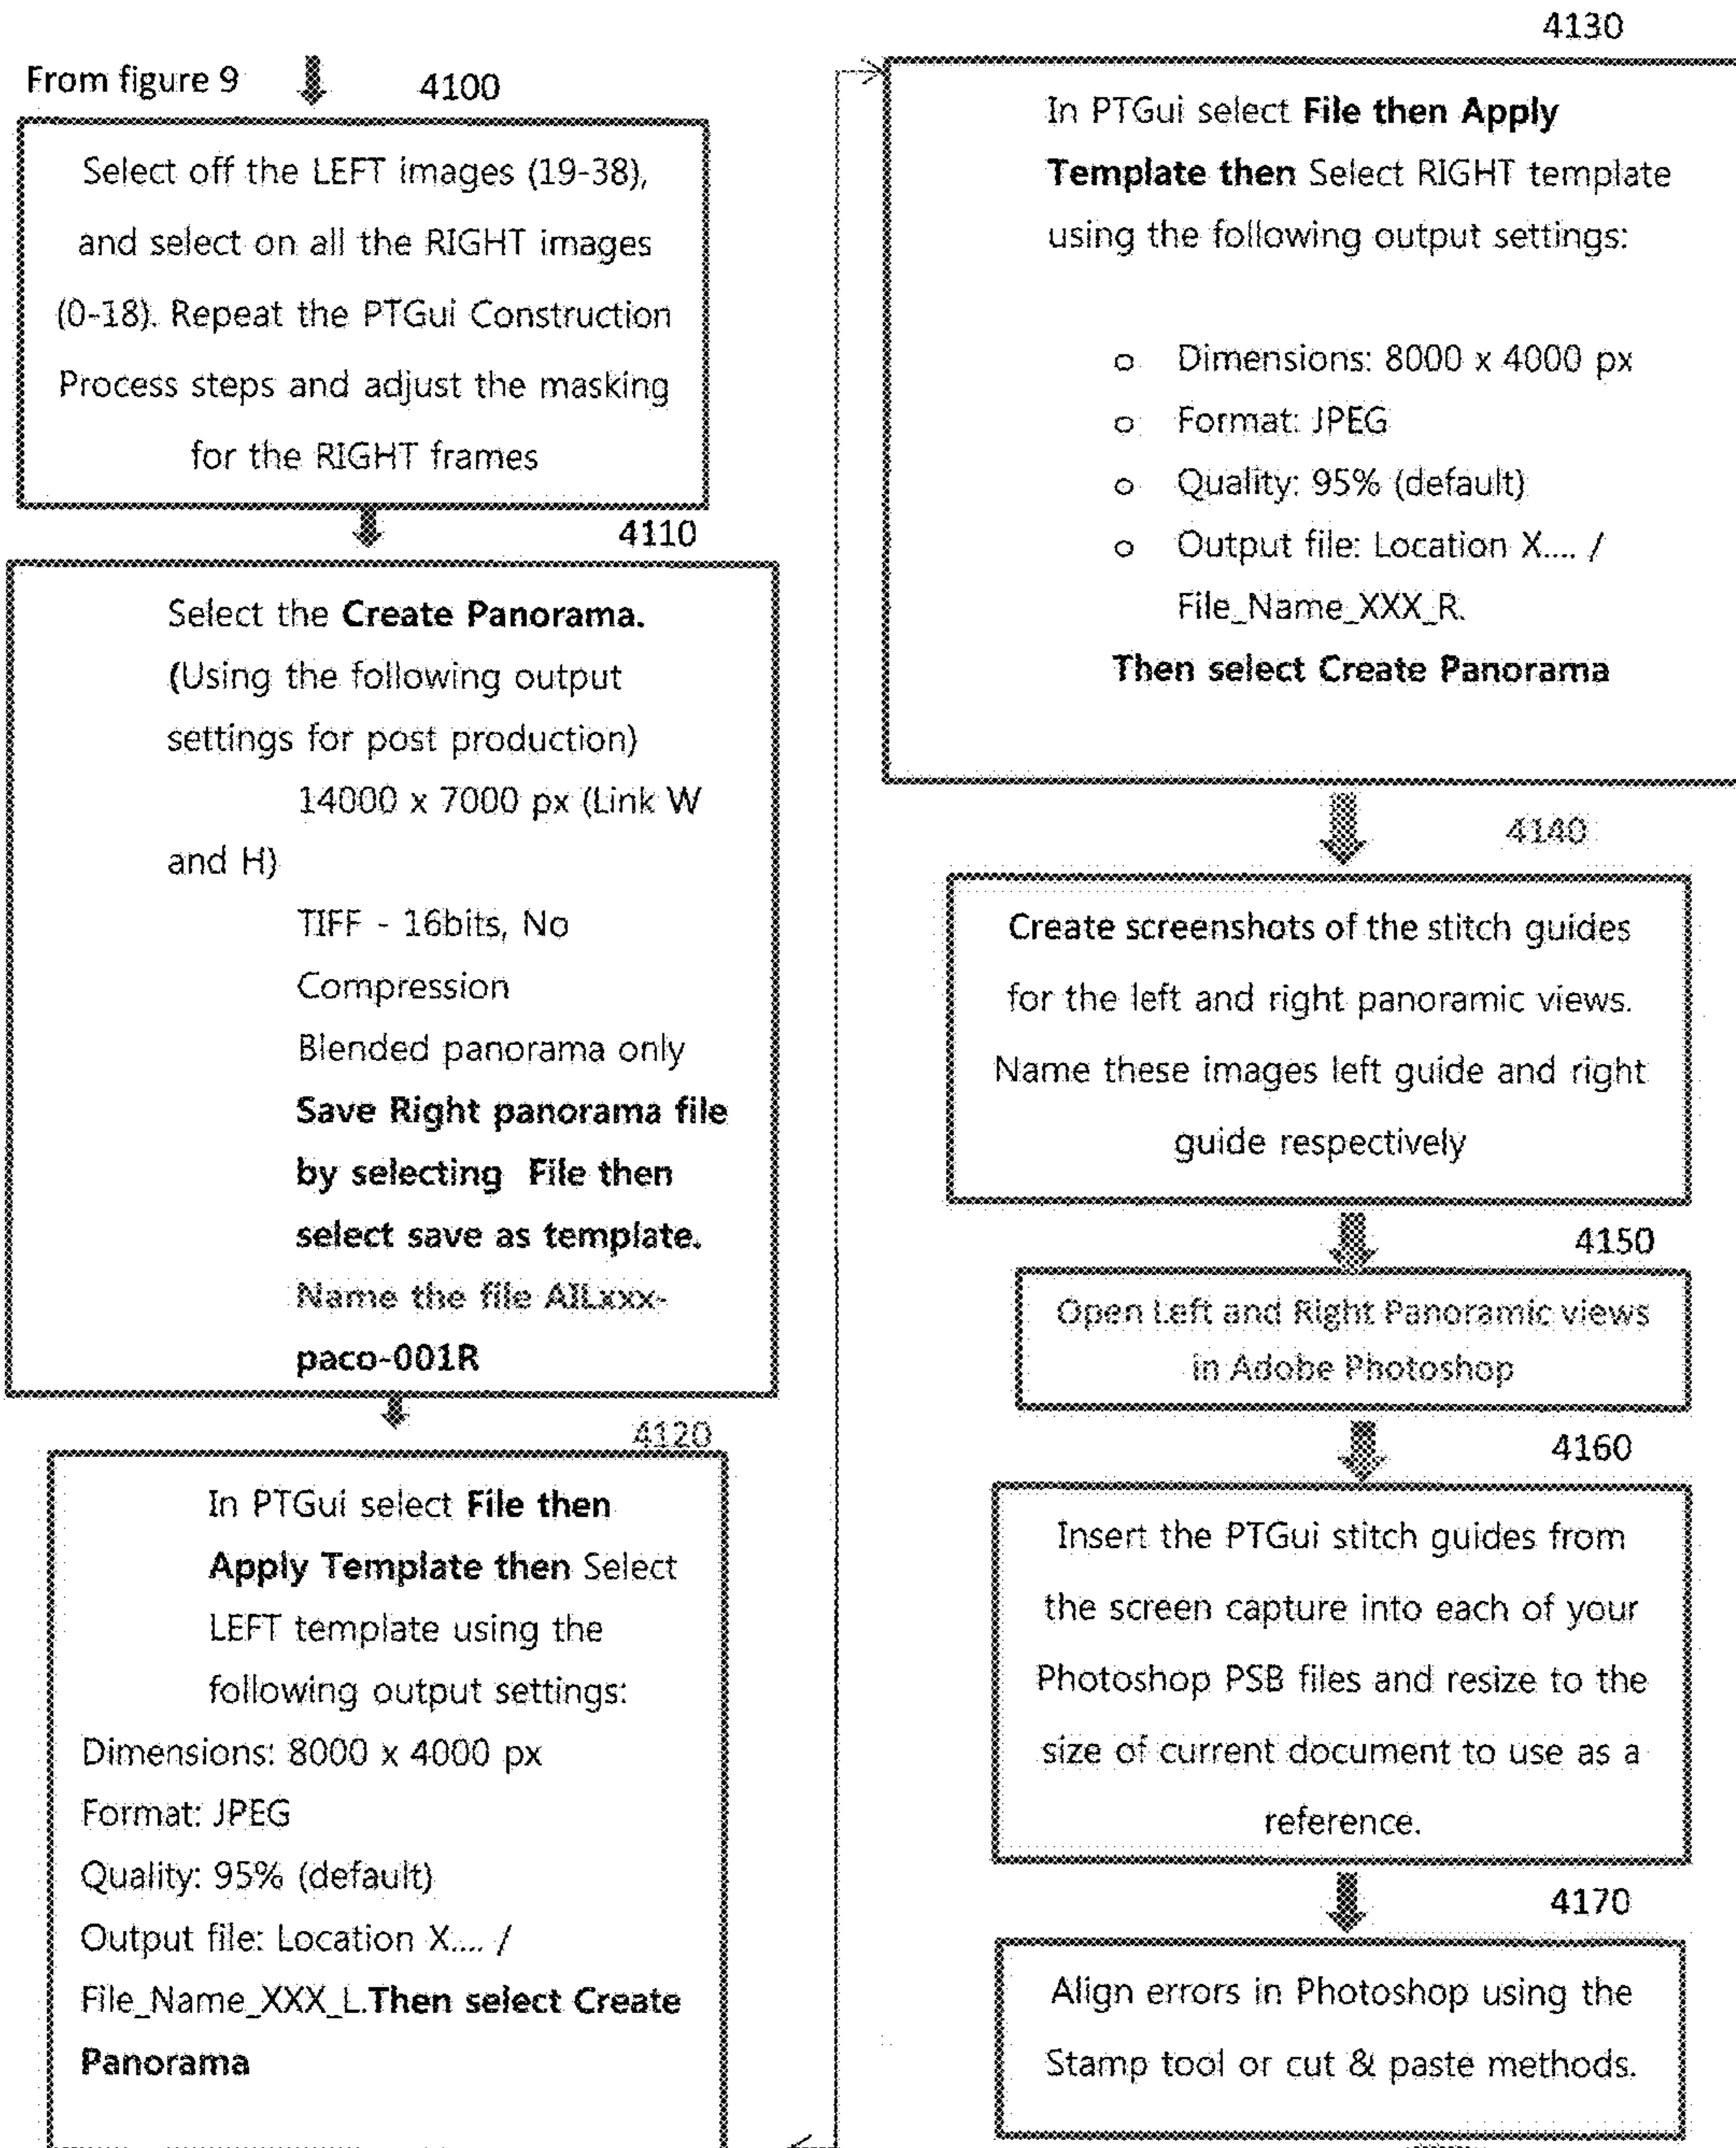 From figure 9
4100
Select off the LEFT images (19-38),
and select on all the RIGHT images
(0-18). Repeat the PTGui Construction
Process steps and adjust the masking
for the RIGHT frames
4110
Select the Create Panorama.
(Using the following output
settings for post production)
14000 x 7000 px (Link W
and H)
TIFF - 16bits, No
Compression
Blended panorama only
Save Right panorama file
by selecting File then
select save as template.
Name the file AILxxx-
paco-001R
4120
In PTGui select File then
Apply Template then Select
LEFT template using the
following output settings:
Dimensions: 8000 x 4000 px
Format: JPEG
Quality: 95% (default)
Output file: Location X.... /
File_Name_XXX_L.Then select Create
Panorama
4130
In PTGui select File then Apply
Template then Select RIGHT template
using the following output settings:
o Dimensions: 8000 x 4000 px
o Format: JPEG
o Quality: 95% (default)
o Output file: Location X.... /
File_Name_XXX_R.
Then select Create Panorama
4140
Create screenshots of the stitch guides
for the left and right panoramic views.
Name these images left guide and right
guide respectively
4150
Open Left and Right Panoramic views
in Adobe Photoshop
4160
Insert the PTGui stitch guides from
the screen capture into each of your
Photoshop PSB files and resize to the
size of current document to use as a
reference.
4170
Align errors in Photoshop using the
Stamp tool or cut & paste methods.